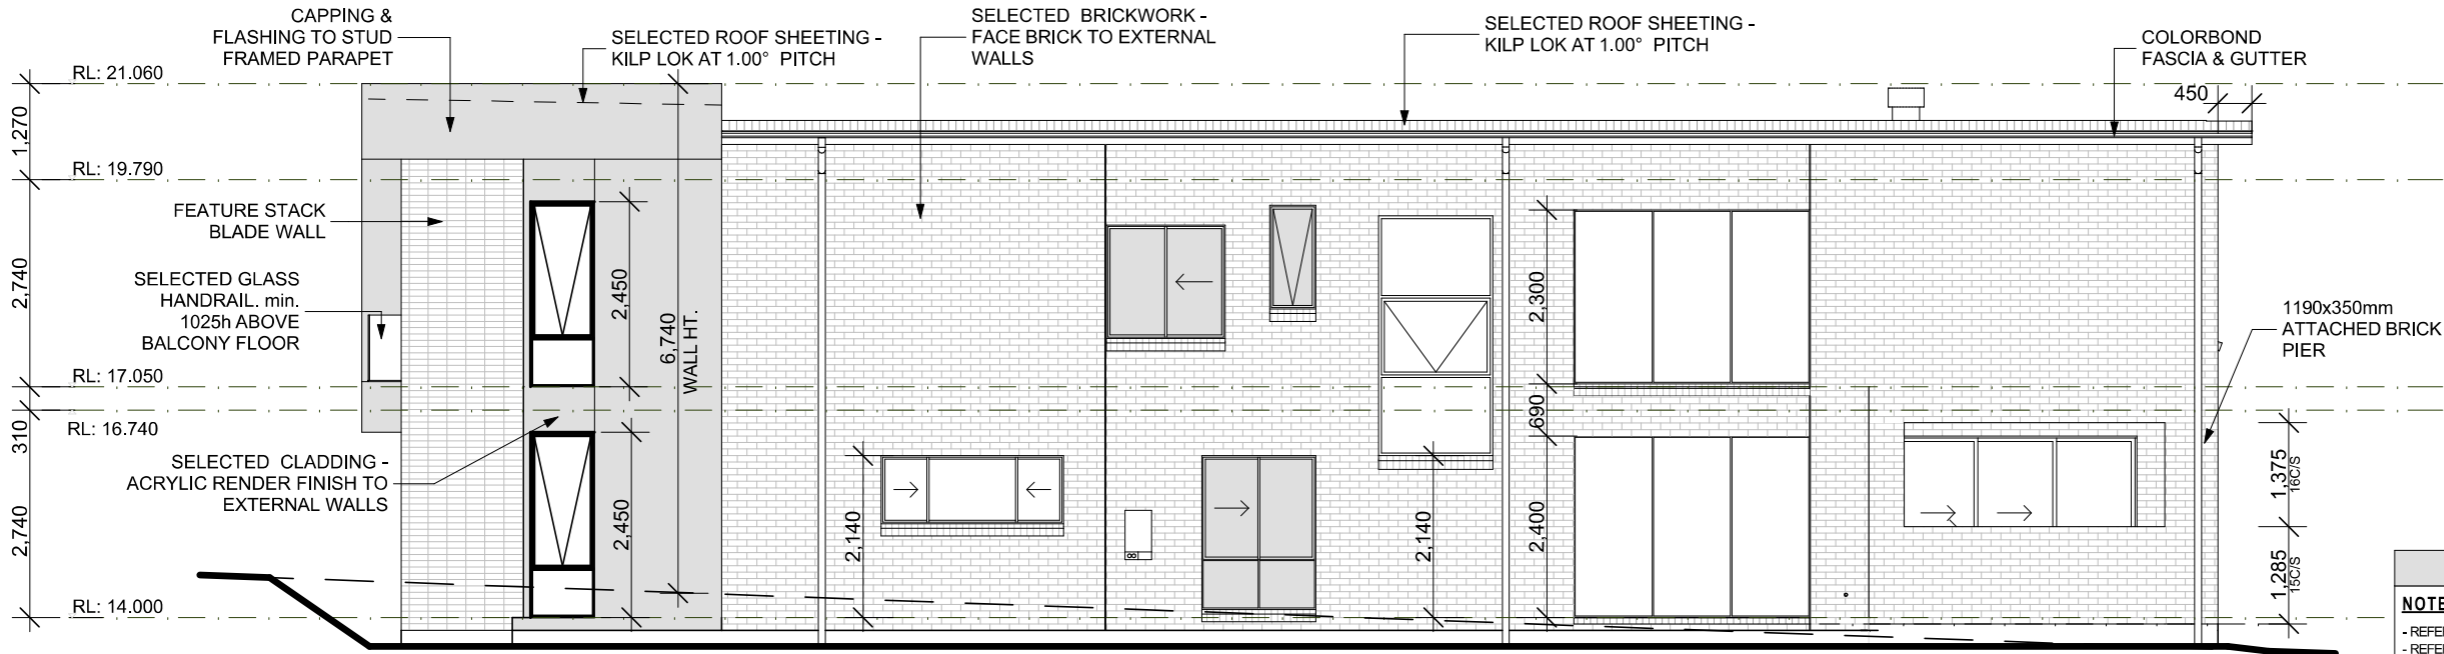 CAPPING &
FLASHING TO STUD
FRAMED PARAPET
SELECTED ROOF SHEETING -
KILP LOK AT 1.00° PITCH
SELECTED BRICKWORK -
FACE BRICK TO EXTERNAL
WALLS
SELECTED ROOF SHEETING -
KILP LOK AT 1.00° PITCH
COLORBOND
FASCIA & GUTTER
450
RL: 21.060
1,270
RL: 19.790
FEATURE STACK
BLADE WALL
2,740
SELECTED GLASS
HANDRAIL. min.
1025h ABOVE
BALCONY FLOOR
RL: 17.050
310
RL: 16.740
SELECTED CLADDING -
ACRYLIC RENDER FINISH TO
EXTERNAL WALLS
2,740
RL: 14.000
2,450
2,450
6,740
WALL HT.
2,140
2,140
2,300
690
2,400
1190x350mm
ATTACHED BRICK
PIER
1,375
16C/S
1,285
15C/S
NOTE
- REFE
- REFE